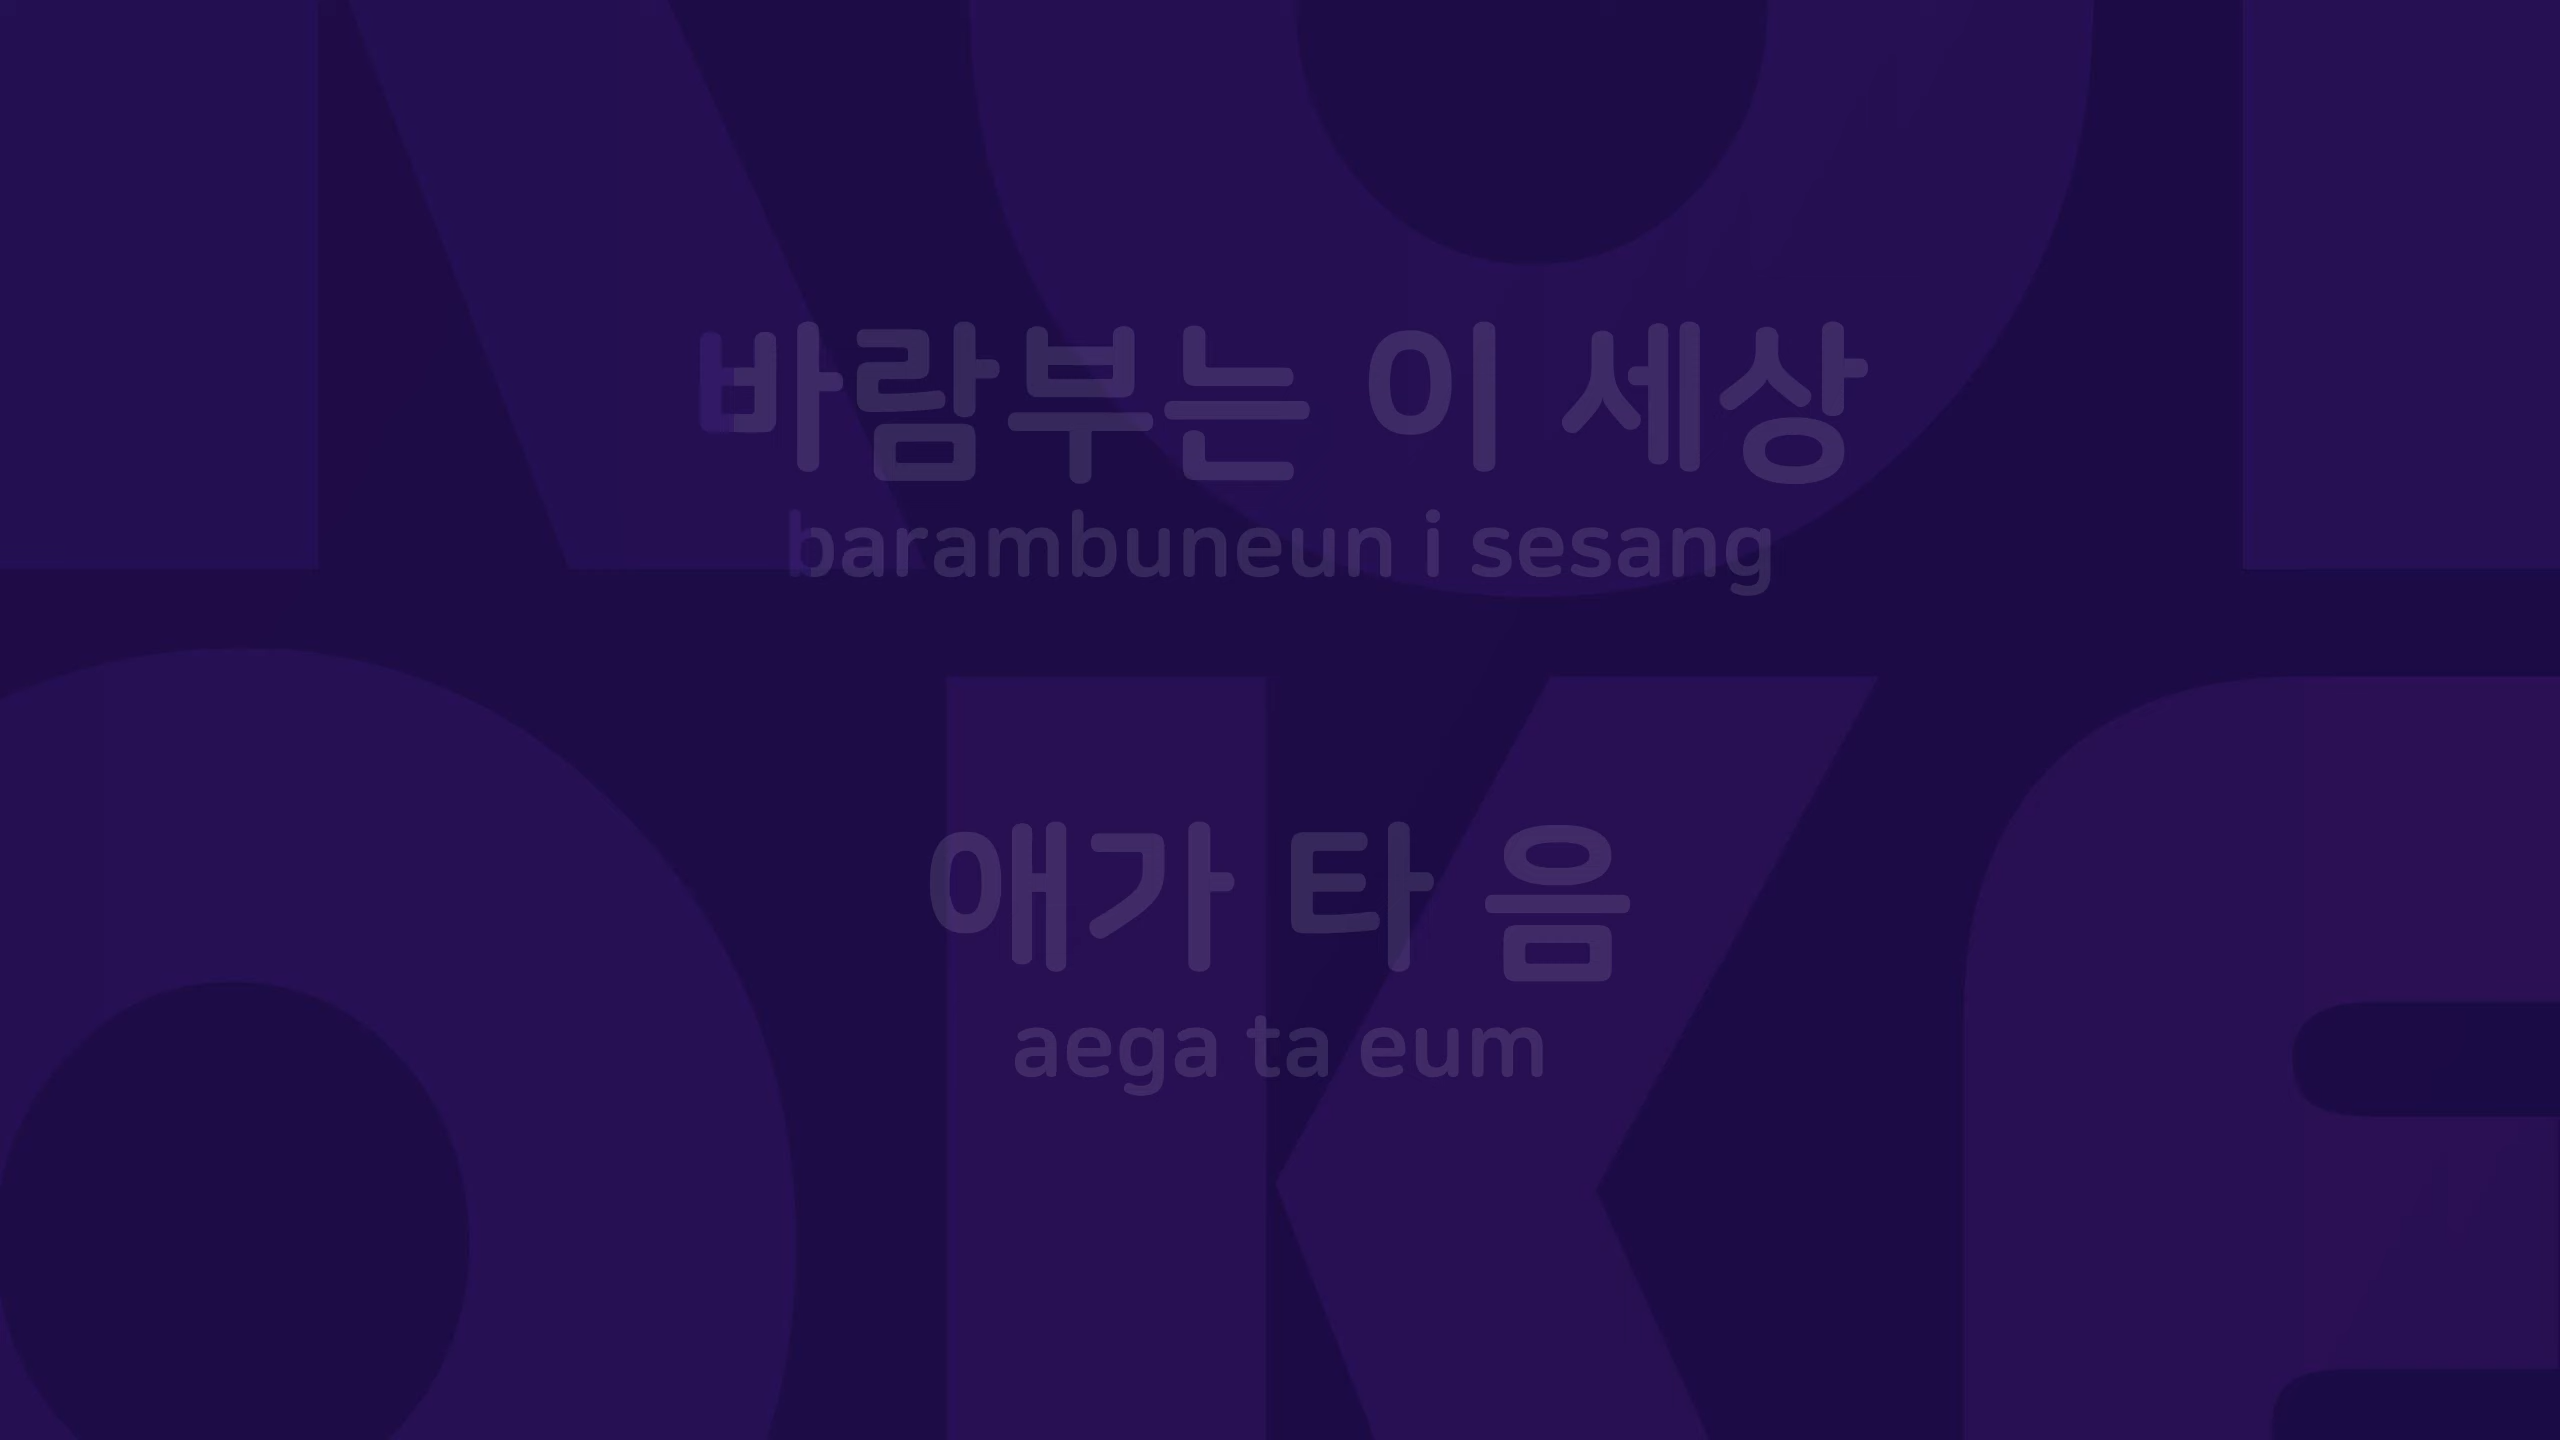 바람부는 이 세상
barambuneun i sesang
애가 타 음
aega ta eum